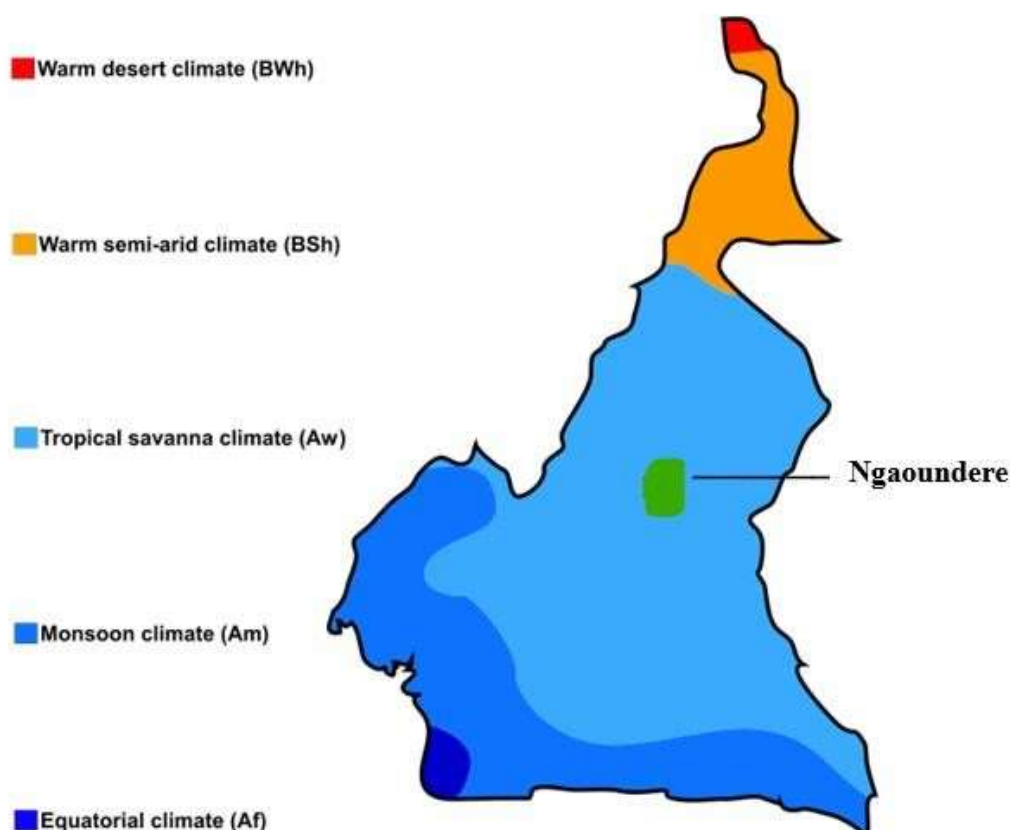 Warm desert climate (BWh)
Warm semi-arid climate (BSh)
Tropical savanna climate (Aw)
Ngaoundere
Monsoon climate (Am)
Equatorial climate (Af)